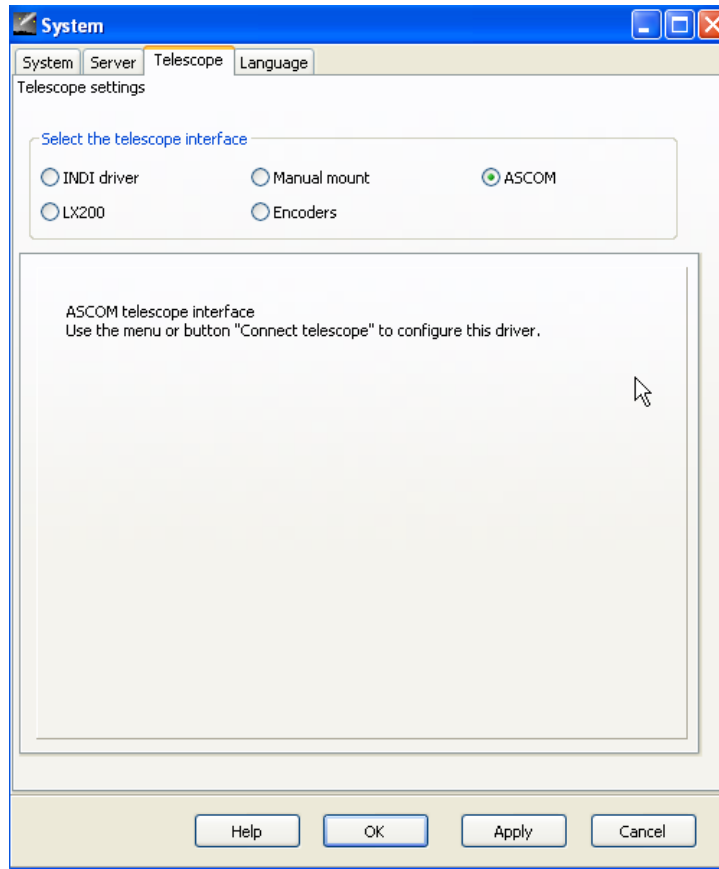 System
System Server Telescope Language
Telescope settings
Select the telescope interface
INDI driver Manual mount ASCOM
LX200 Encoders
ASCOM telescope interface
Use the menu or button "Connect telescope" to configure this driver.
Help OK Apply Cancel